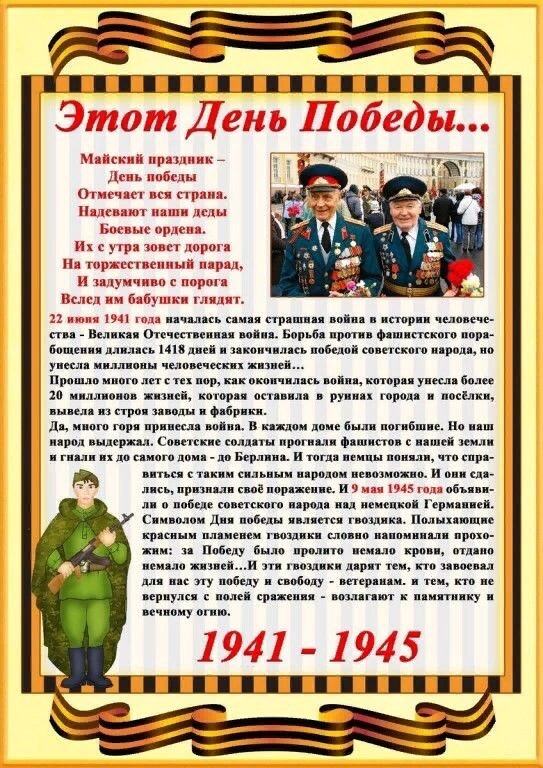 Этот День Победы...
Майский праздник –
День победы
Отмечает вся страна.
Надевают наши деды
Боевые ордена.
Их с утра зовет дорога
На торжественный парад,
И задумчиво с порога
Вслед им бабушки глядят.
22 июня 1941 года началась самая страшная война в истории человече-
ства - Великая Отечественная война. Борьба против фашистского пора-
бощения длилась 1418 дней и закончилась победой советского народа, но
унесла миллионы человеческих жизней…
Прошло много лет с тех пор, как окончилась война, которая унесла более
20 миллионов жизней, которая оставила в руинах города и посёлки,
вывела из строя заводы и фабрики.
Да, много горя принесла война. В каждом доме были погибшие. Но наш
народ выдержал. Советские солдаты прогнали фашистов с нашей земли
и гнали их до самого дома - до Берлина. И тогда немцы поняли, что спра-
виться с таким сильным народом невозможно. И они сда-
лись, признали своё поражение. И 9 мая 1945 года объяви-
ли о победе советского народа над немецкой Германией.
Символом Дня победы является гвоздика. Полыхающие
красным пламенем гвоздики словно напоминали прохо-
жим: за Победу было пролито немало крови, отдано
немало жизней…И эти гвоздики дарят тем, кто завоевал
для нас эту победу и свободу - ветеранам. и тем, кто не
вернулся с полей сражения - возлагают к памятнику и
вечному огню.
1941 - 1945